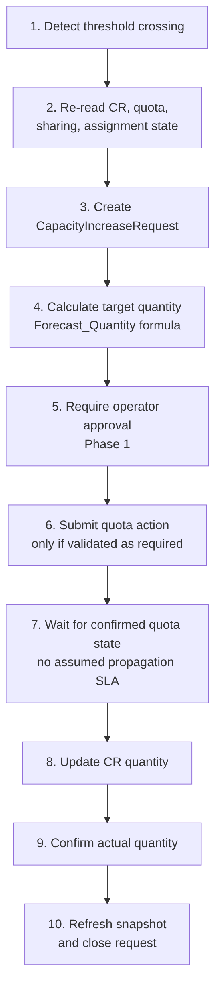 1. Detect threshold crossing
2. Re-read CR, quota,
sharing, assignment state
3. Create
CapacityIncreaseRequest
4. Calculate target quantity
Forecast_Quantity formula
5. Require operator
approval
Phase 1
6. Submit quota action
only if validated as required
7. Wait for confirmed quota
state
no assumed propagation
SLA
8. Update CR quantity
9. Confirm actual quantity
10. Refresh snapshot
and close request